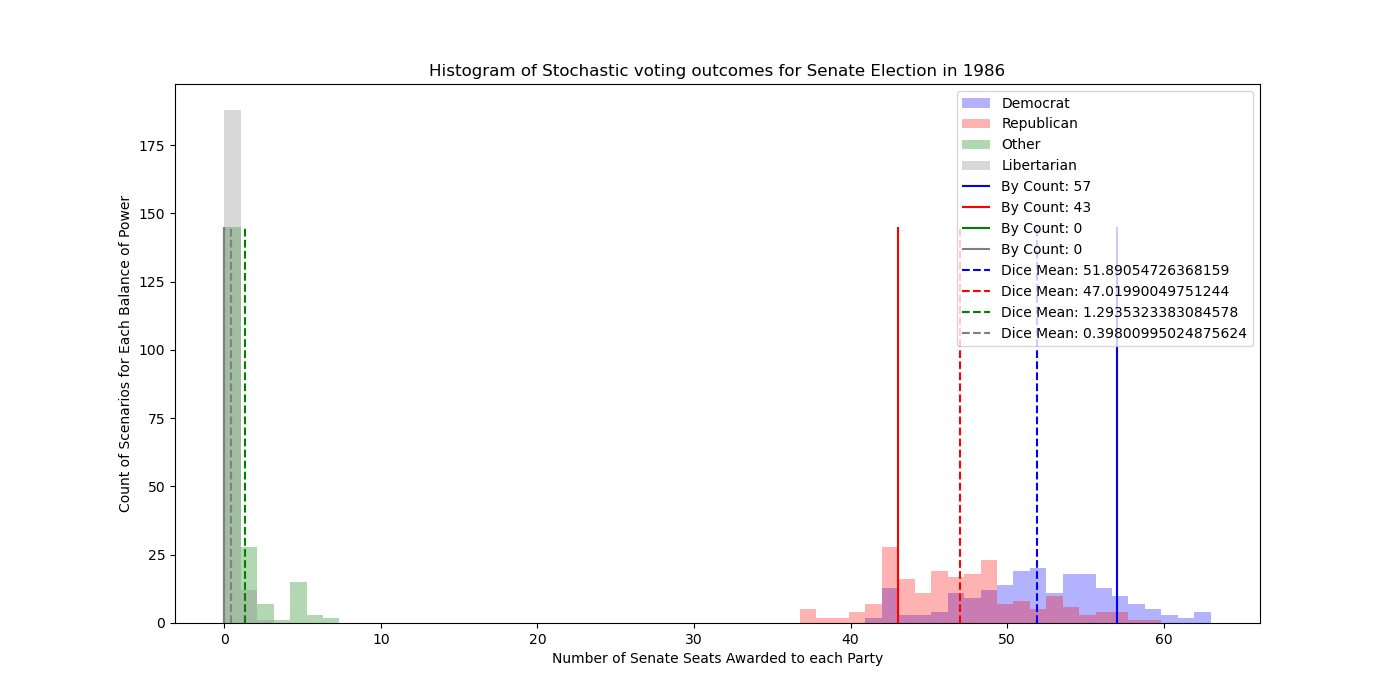 Histogram of Stochastic voting outcomes for Senate Election in 1986
Count of Scenarios for Each Balance of Power
175
150
125
100
75
50
25
0
Democrat
Republican
Other
Libertarian
By Count: 57
By Count: 43
By Count: 0
By Count: 0
Dice Mean: 51.89054726368159
Dice Mean: 47.01990049751244
Dice Mean: 1.2935323383084578
Dice Mean: 0.39800995024875624
0 10 20 30 40 50 60
Number of Senate Seats Awarded to each Party